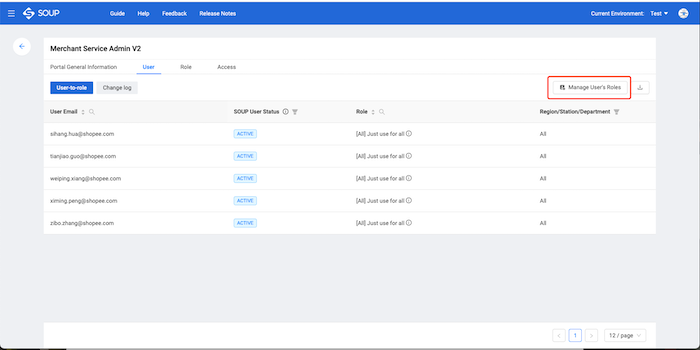 SOUP Guide Help Feedback Release Notes Current Environment: Test
Merchant Service Admin V2
Portal General Information User Role Access
User-to-role Change log Manage User's Roles
User Email SOUP User Status Role Region/Station/Department
sihang.hua@shopee.com ACTIVE [All] Just use for all All
tianjiao.guo@shopee.com ACTIVE [All] Just use for all All
weiping.xiang@shopee.com ACTIVE [All] Just use for all All
ximing.peng@shopee.com ACTIVE [All] Just use for all All
zibo.zhang@shopee.com ACTIVE [All] Just use for all All
< 1 > 12 / page